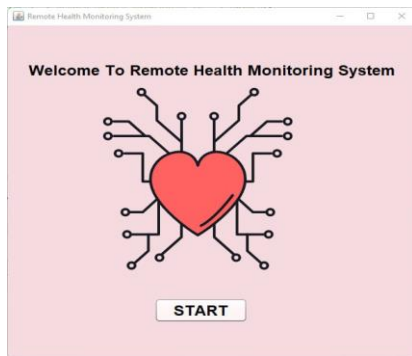 Remote Health Monitoring System
Welcome To Remote Health Monitoring System
START